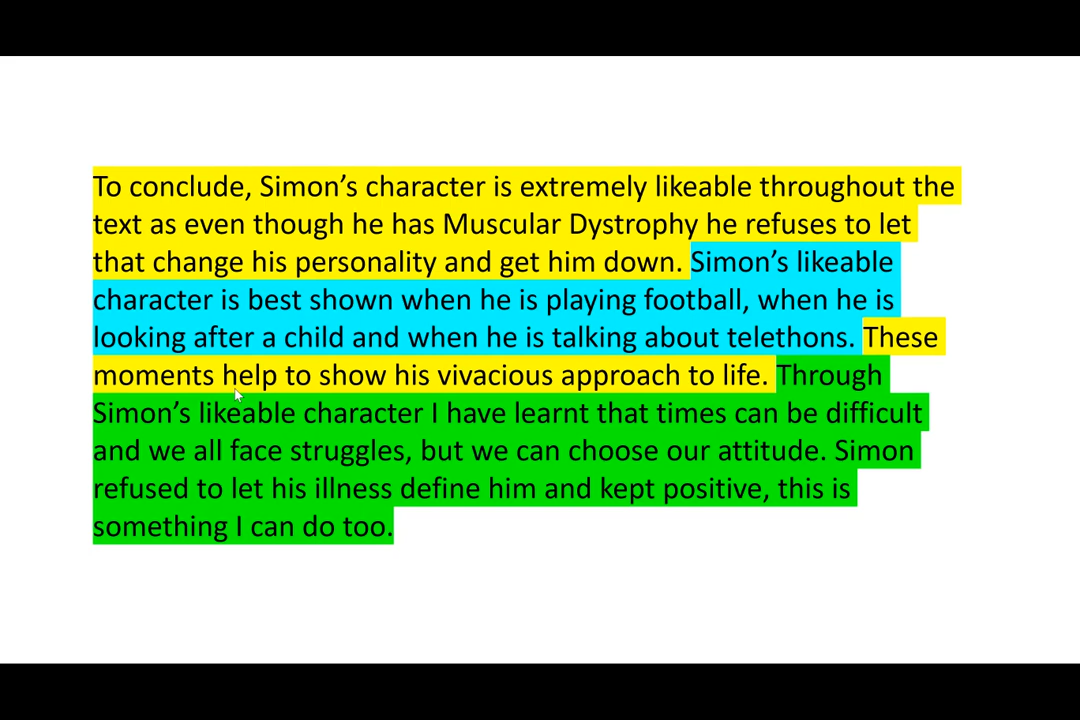 To conclude, Simon’s character is extremely likeable throughout the
text as even though he has Muscular Dystrophy he refuses to let
that change his personality and get him down. Simon’s likeable
character is best shown when he is playing football, when he is
looking after a child and when he is talking about telethons. These
moments help to show his vivacious approach to life. Through
Simon’s likeable character I have learnt that times can be difficult
and we all face struggles, but we can choose our attitude. Simon
refused to let his illness define him and kept positive, this is
something I can do too.